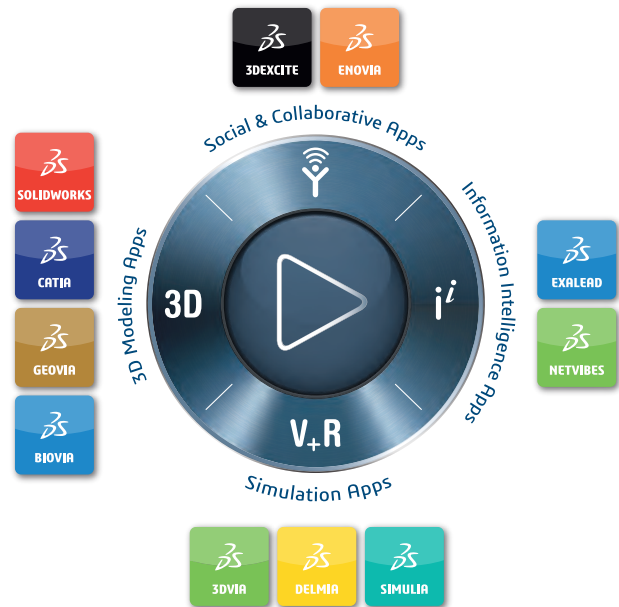 3DEXCITE
ENOVIA
Social & Collaborative Apps
SOLIDWORKS
CATIA
GEOVIA
BIOVIA
3D Modeling Apps
3D
iⁱ
Information Intelligence Apps
EXALEAD
NETVIBES
V+R
Simulation Apps
3DVIA
DELMIA
SIMULIA